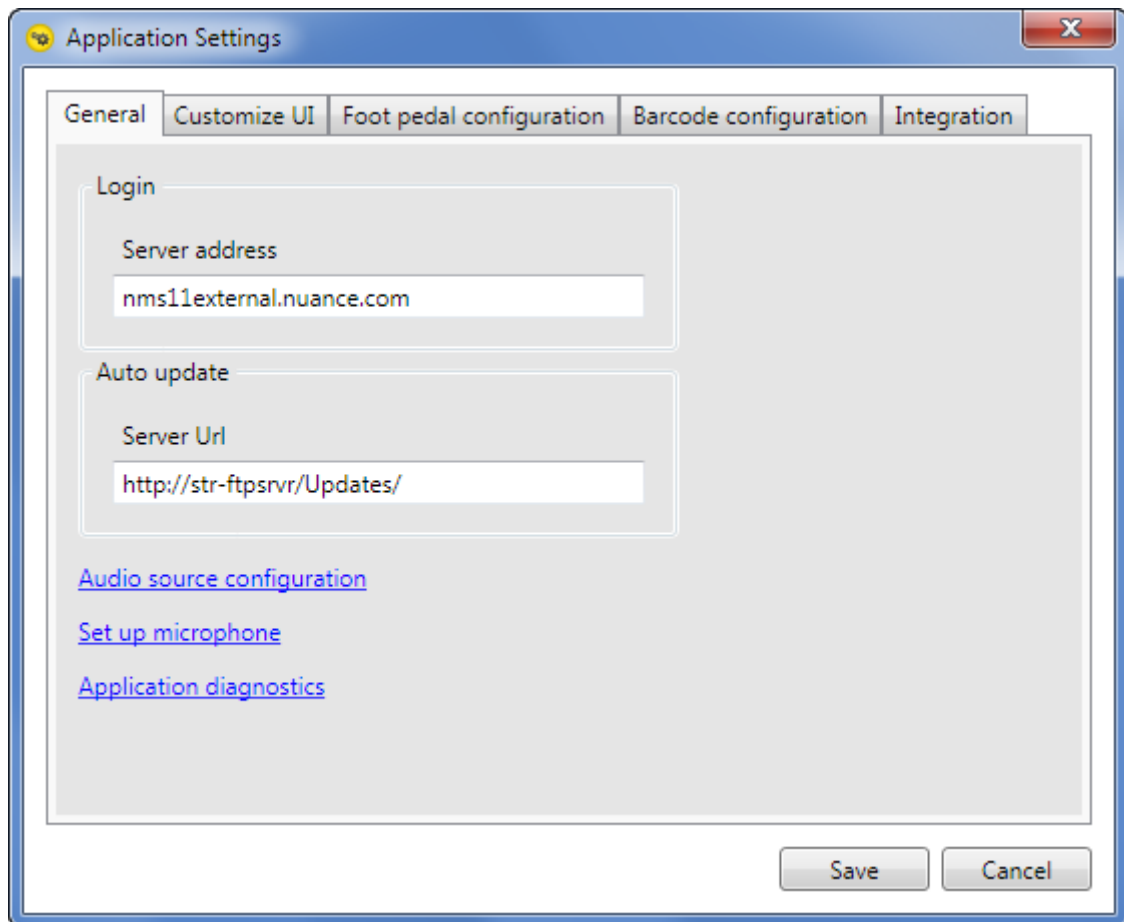 Application Settings
General Customize UI Foot pedal configuration Barcode configuration Integration
Login
Server address
nms11external.nuance.com
Auto update
Server Url
http://str-ftpsrvr/Updates/
Audio source configuration
Set up microphone
Application diagnostics
Save Cancel